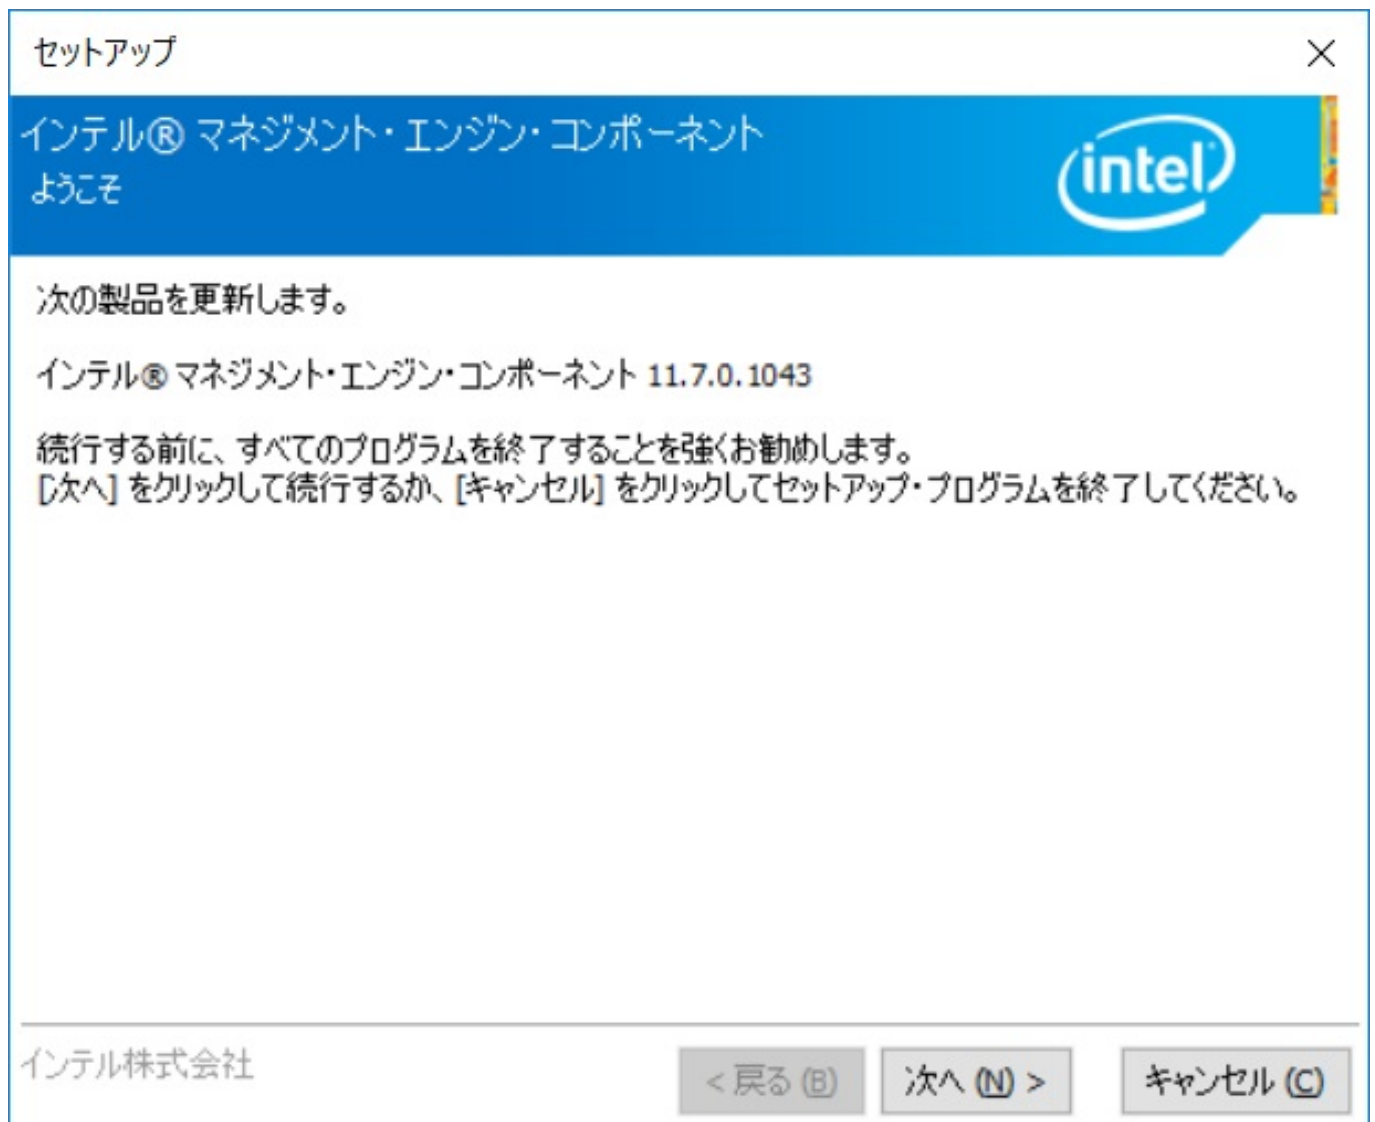 セットアップ
インテル® マネジメント・エンジン・コンポーネント
ようこそ
intel
次の製品を更新します。
インテル® マネジメント・エンジン・コンポーネント 11.7.0.1043
続行する前に、すべてのプログラムを終了することを強くお勧めします。
[次へ] をクリックして続行するか、[キャンセル] をクリックしてセットアップ・プログラムを終了してください。
インテル株式会社
< 戻る (B)
次へ (N) >
キャンセル (C)